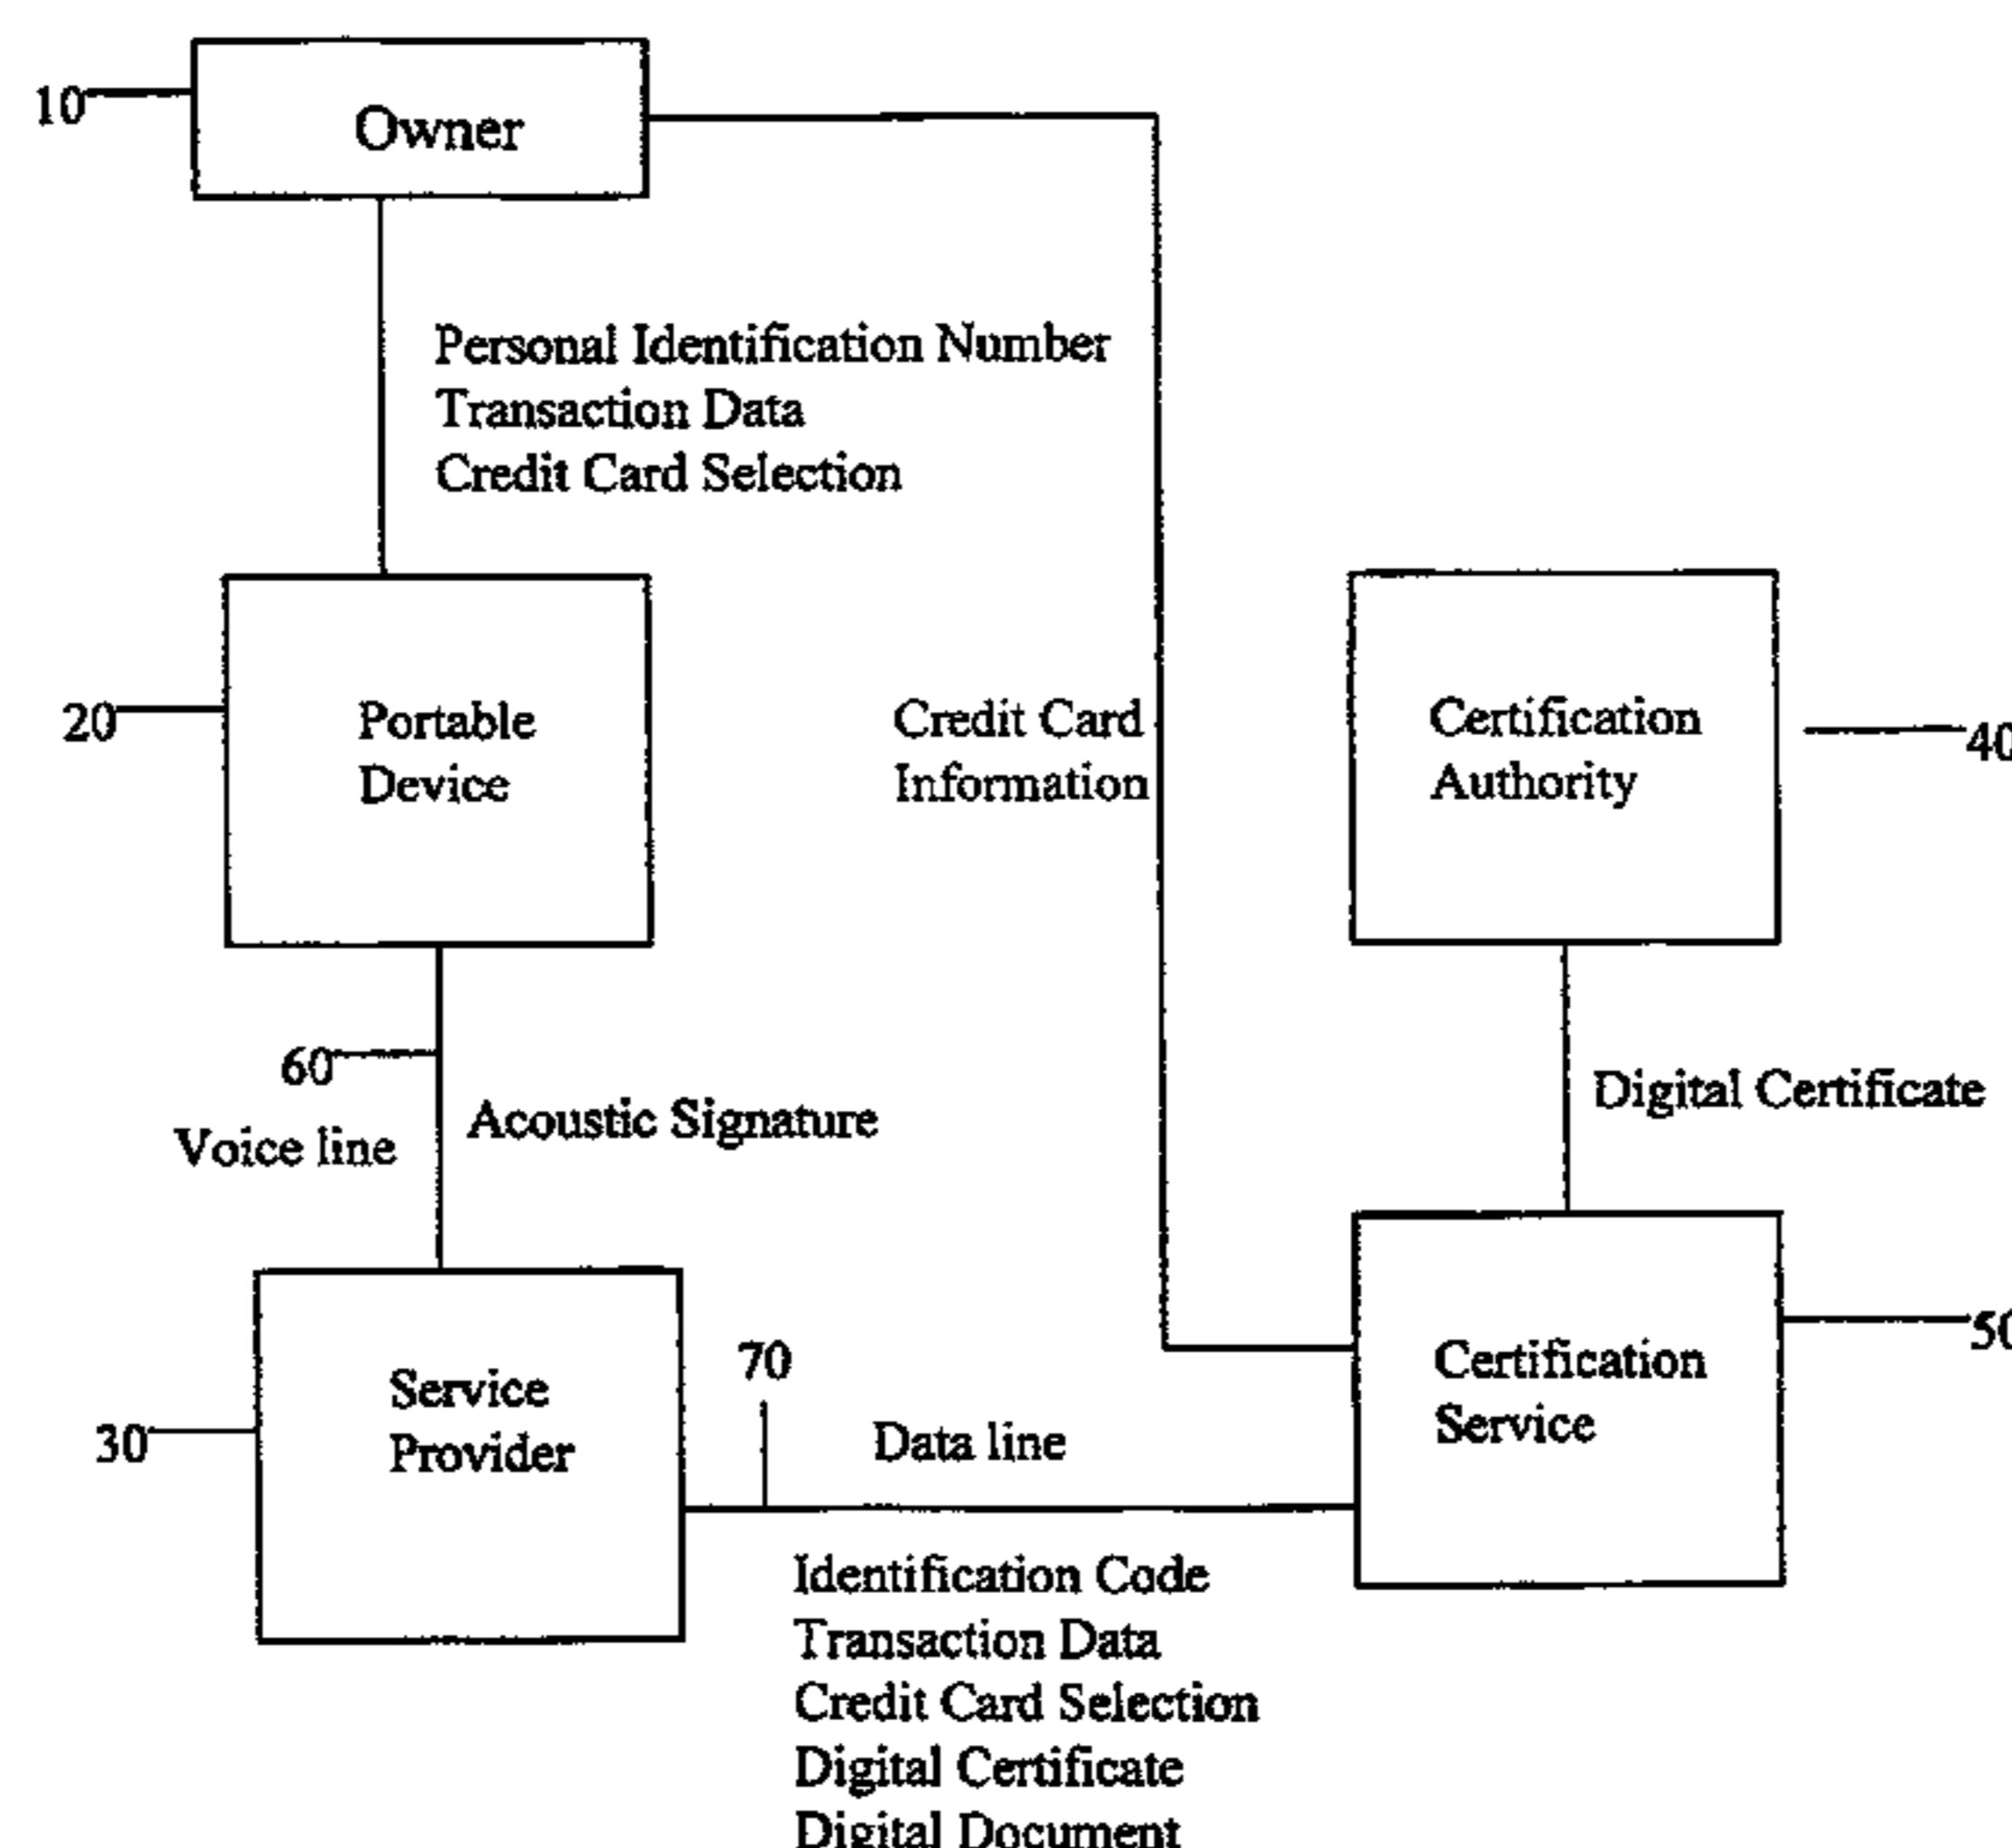 10
Owner
Personal Identification Number
Transaction Data
Credit Card Selection
20
Portable
Device
Credit Card
Information
Certification
Authority
40
60
Voice line
Acoustic Signature
Digital Certificate
30
Service
Provider
70
Data line
Certification
Service
50
Identification Code
Transaction Data
Credit Card Selection
Digital Certificate
Digital Document